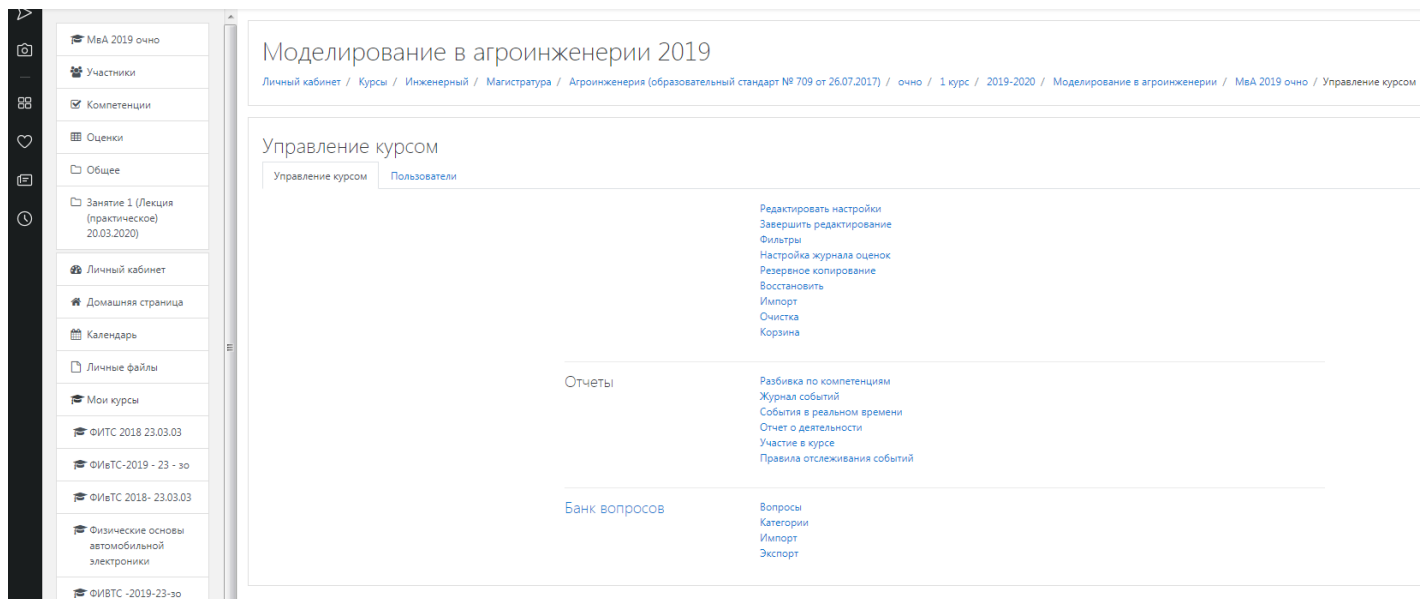 МвА 2019 очно
Участники
Компетенции
Оценки
Общее
Занятие 1 (Лекция
(практическое)
20.03.2020)
Личный кабинет
Домашняя страница
Календарь
Личные файлы
Мои курсы
ФИТС 2018 23.03.03
ФИвТС-2019 - 23 - зо
ФИвТС 2018- 23.03.03
Физические основы
автомобильной
электроники
ФИВТС -2019-23-зо
Моделирование в агроинженерии 2019
Личный кабинет / Курсы / Инженерный / Магистратура / Агроинженерия (образовательный стандарт № 709 от 26.07.2017) / очно / 1 курс / 2019-2020 / Моделирование в агроинженерии / МвА 2019 очно / Управление курсом
Управление курсом
Управление курсом Пользователи
Редактировать настройки
Завершить редактирование
Фильтры
Настройка журнала оценок
Резервное копирование
Восстановить
Импорт
Очистка
Корзина
Отчеты
Разбивка по компетенциям
Журнал событий
События в реальном времени
Отчет о деятельности
Участие в курсе
Правила отслеживания событий
Банк вопросов
Вопросы
Категории
Импорт
Экспорт